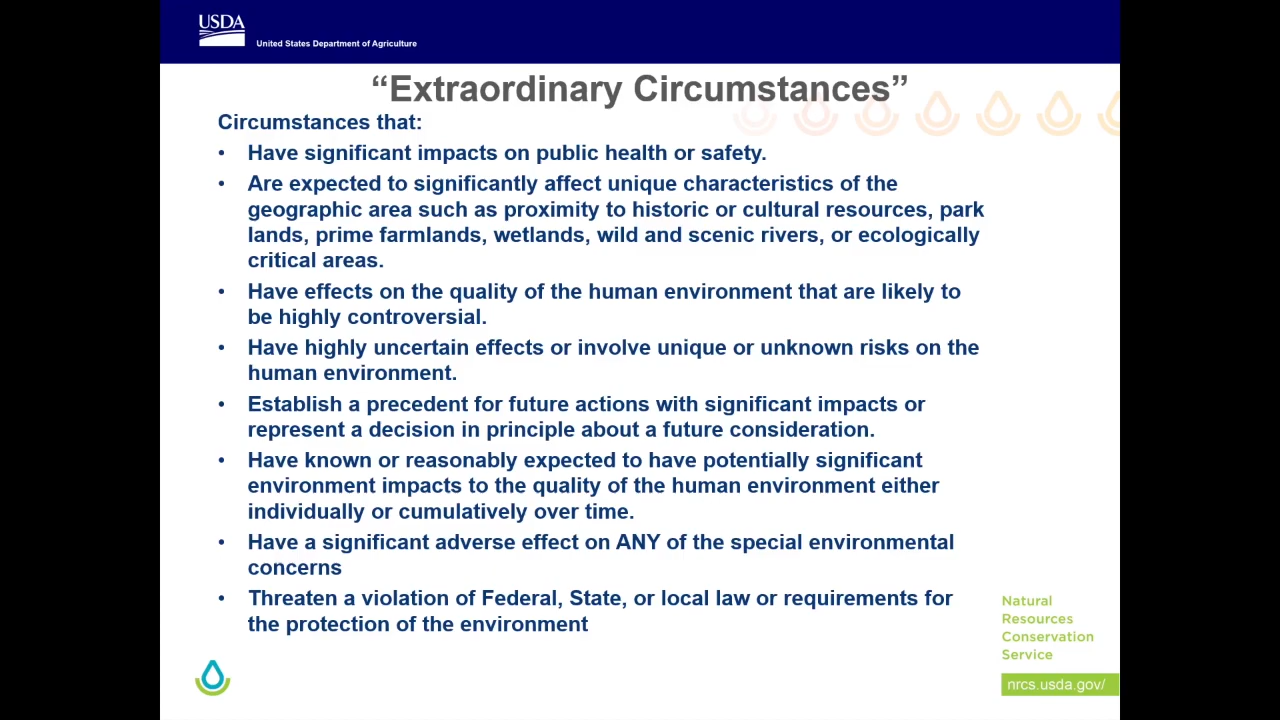 USDA
United States Department of Agriculture
“Extraordinary Circumstances”
Circumstances that:
• Have significant impacts on public health or safety.
• Are expected to significantly affect unique characteristics of the
geographic area such as proximity to historic or cultural resources, park
lands, prime farmlands, wetlands, wild and scenic rivers, or ecologically
critical areas.
• Have effects on the quality of the human environment that are likely to
be highly controversial.
• Have highly uncertain effects or involve unique or unknown risks on the
human environment.
• Establish a precedent for future actions with significant impacts or
represent a decision in principle about a future consideration.
• Have known or reasonably expected to have potentially significant
environment impacts to the quality of the human environment either
individually or cumulatively over time.
• Have a significant adverse effect on ANY of the special environmental
concerns
• Threaten a violation of Federal, State, or local law or requirements for
the protection of the environment
Natural
Resources
Conservation
Service
nrcs.usda.gov/